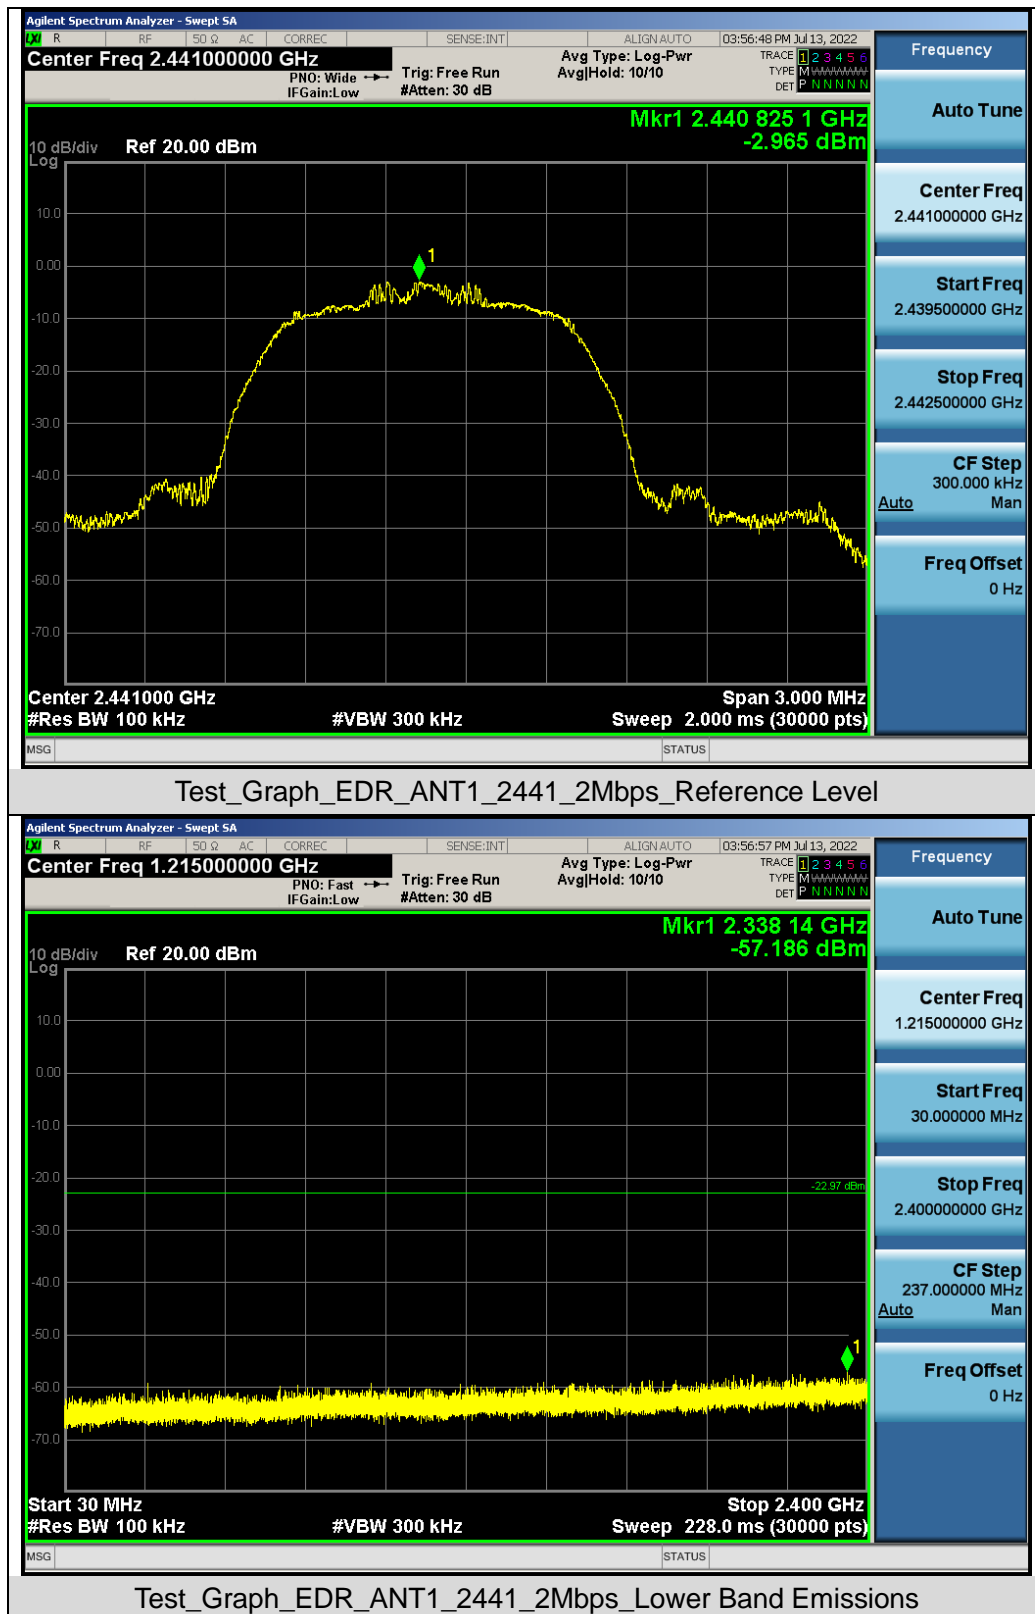 Agilent Spectrum Analyzer - Swept SA
LXI R RF 50 Ω AC CORREC SENSE:INT ALIGN AUTO 03:56:48 PM Jul 13, 2022
Center Freq 2.441000000 GHz
PNO: Wide
IFGain:Low
Trig: Free Run
#Atten: 30 dB
Avg Type: Log-Pwr
Avg|Hold: 10/10
TRACE 1 2 3 4 5 6
TYPE M WWWWW
DET P N N N N N
Mkr1 2.440 825 1 GHz
-2.965 dBm
10 dB/div Ref 20.00 dBm
Log
10.0
0.00
-10.0
-20.0
-30.0
-40.0
-50.0
-60.0
-70.0
1
Center 2.441000 GHz Span 3.000 MHz
#Res BW 100 kHz #VBW 300 kHz Sweep 2.000 ms (30000 pts)
MSG STATUS
Frequency
Auto Tune
Center Freq
2.441000000 GHz
Start Freq
2.439500000 GHz
Stop Freq
2.442500000 GHz
CF Step
300.000 kHz
Auto Man
Freq Offset
0 Hz
Test_Graph_EDR_ANT1_2441_2Mbps_Reference Level
Agilent Spectrum Analyzer - Swept SA
LXI R RF 50 Ω AC CORREC SENSE:INT ALIGN AUTO 03:56:57 PM Jul 13, 2022
Center Freq 1.215000000 GHz
PNO: Fast
IFGain:Low
Trig: Free Run
#Atten: 30 dB
Avg Type: Log-Pwr
Avg|Hold: 10/10
TRACE 1 2 3 4 5 6
TYPE M WWWWW
DET P N N N N N
Mkr1 2.338 14 GHz
-57.186 dBm
10 dB/div Ref 20.00 dBm
Log
10.0
0.00
-10.0
-20.0
-30.0
-40.0
-50.0
-60.0
-70.0
-22.97 dBm
1
Start 30 MHz Stop 2.400 GHz
#Res BW 100 kHz #VBW 300 kHz Sweep 228.0 ms (30000 pts)
MSG STATUS
Frequency
Auto Tune
Center Freq
1.215000000 GHz
Start Freq
30.000000 MHz
Stop Freq
2.400000000 GHz
CF Step
237.000000 MHz
Auto Man
Freq Offset
0 Hz
Test_Graph_EDR_ANT1_2441_2Mbps_Lower Band Emissions